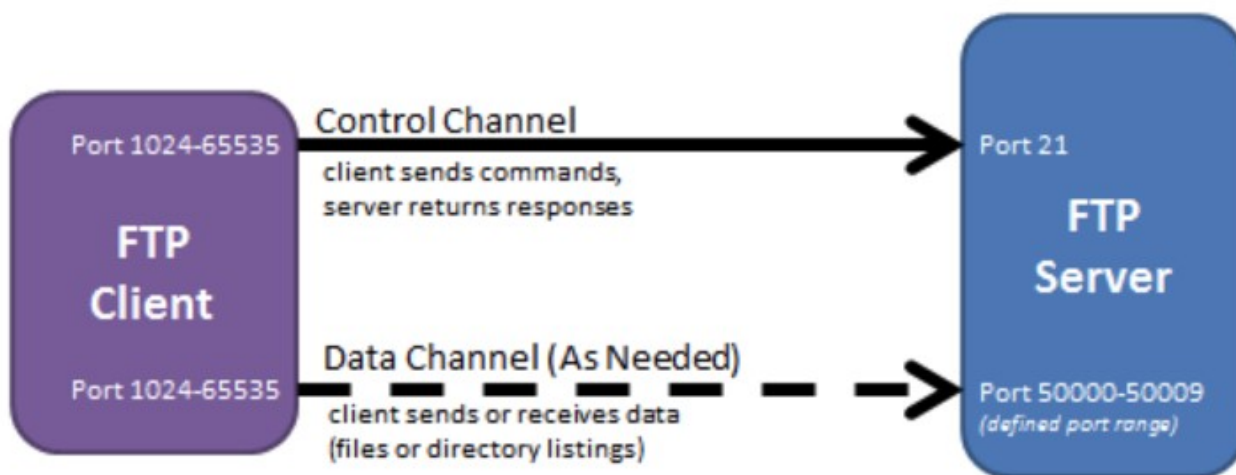 Control Channel
Port 1024-65535
Port 21
client sends commands,
server returns responses
FTP
Client
FTP
Server
Data Channel (As Needed)
Port 1024-65535
Port 50000-50009
(defined port range)
client sends or receives data
(files or directory listings)